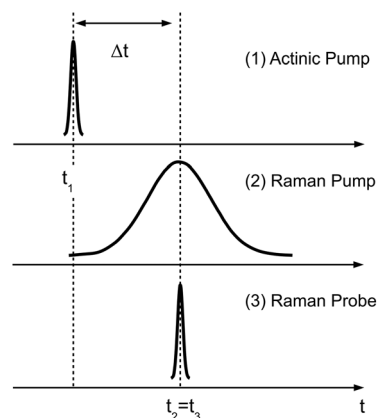 Δt
(1) Actinic Pump
t1
(2) Raman Pump
(3) Raman Probe
t2=t3
t